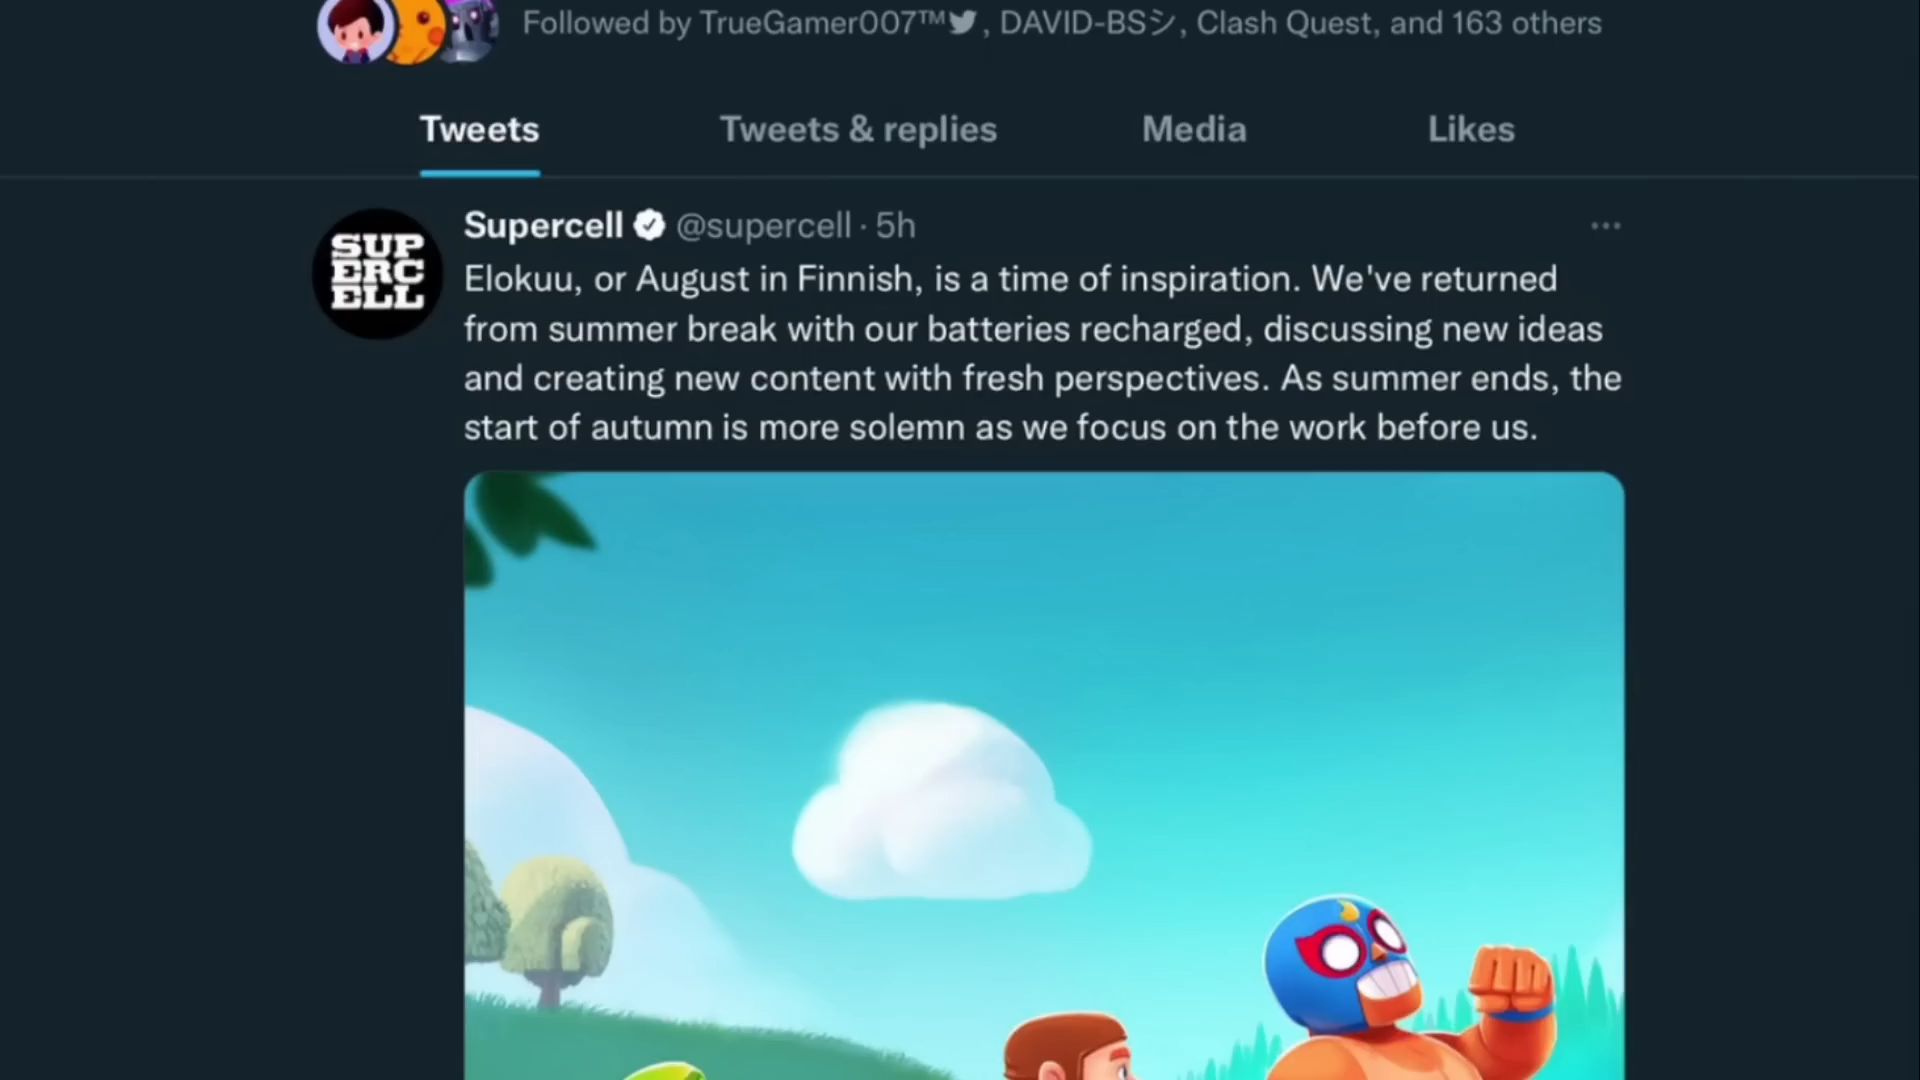 Followed by TrueGamer007™, DAVID-BSシ, Clash Quest, and 163 others
Tweets Tweets & replies Media Likes
Supercell @supercell · 5h
SUP
ERC
ELL
Elokuu, or August in Finnish, is a time of inspiration. We've returned
from summer break with our batteries recharged, discussing new ideas
and creating new content with fresh perspectives. As summer ends, the
start of autumn is more solemn as we focus on the work before us.